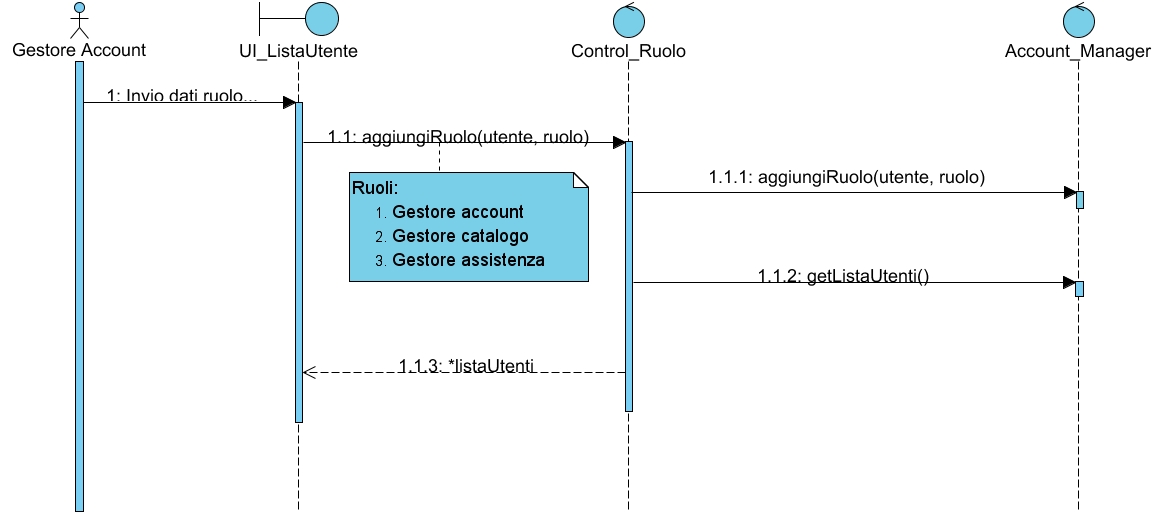 Gestore Account
UI_ListaUtente
Control_Ruolo
Account_Manager
1: Invio dati ruolo...
1.1: aggiungiRuolo(utente, ruolo)
1.1.1: aggiungiRuolo(utente, ruolo)
Ruoli:
1. Gestore account
2. Gestore catalogo
3. Gestore assistenza
1.1.2: getListaUtenti()
1.1.3: *listaUtenti